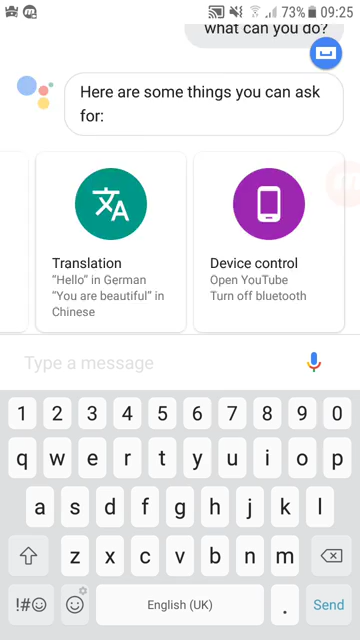 73% 09:25
what can you do?
Here are some things you can ask
for:
Translation
"Hello" in German
"You are beautiful" in
Chinese
Device control
Open YouTube
Turn off bluetooth
Type a message
1 2 3 4 5 6 7 8 9 0
q w e r t y u i o p
a s d f g h j k l
z x c v b n m
!#☺ English (UK) . Send